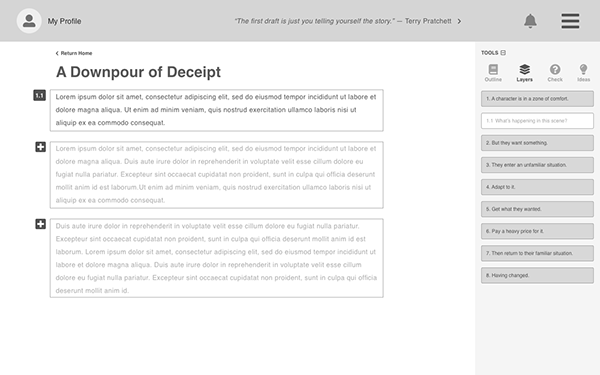 My Profile
“The first draft is just you telling yourself the story.” — Terry Pratchett
Return Home
A Downpour of Deceipt
1.1
Lorem ipsum dolor sit amet, consectetur adipiscing elit, sed do eiusmod tempor incididunt ut labore et
dolore magna aliqua. Ut enim ad minim veniam, quis nostrud exercitation ullamco laboris nisi ut
aliquip ex ea commodo consequat.
Lorem ipsum dolor sit amet, consectetur adipiscing elit, sed do eiusmod tempor incididunt ut labore et
dolore magna aliqua. Duis aute irure dolor in reprehenderit in voluptate velit esse cillum dolore eu
fugiat nulla pariatur. Excepteur sint occaecat cupidatat non proident, sunt in culpa qui officia deserunt
mollit anim id est laborum Ut enim ad minim veniam, quis nostrud exercitation ullamco laboris nisi ut
aliquip ex ea commodo consequat.
Duis aute irure dolor in reprehenderit in voluptate velit esse cillum dolore eu fugiat nulla pariatur.
Excepteur sint occaecat cupidatat non proident, sunt in culpa qui officia deserunt mollit anim id est
laborum. Lorem ipsum dolor sit amet, consectetur adipiscing elit, sed do eiusmod tempor incididunt ut
labore et dolore magna aliqua. Duis aute irure dolor in reprehenderit in voluptate velit esse cillum
dolore eu fugiat nulla pariatur. Excepteur sint occaecat cupidatat non proident, sunt in culpa qui officia
deserunt mollit anim id.
TOOLS
Outline
Layers
Check
Ideas
1. A character is in a zone of comfort.
1.1 What's happening in this scene?
2. But they want something.
3. They enter an unfamiliar situation.
4. Adapt to it.
5. Get what they wanted.
6. Pay a heavy price for it.
7. Then return to their familiar situation.
8. Having changed.